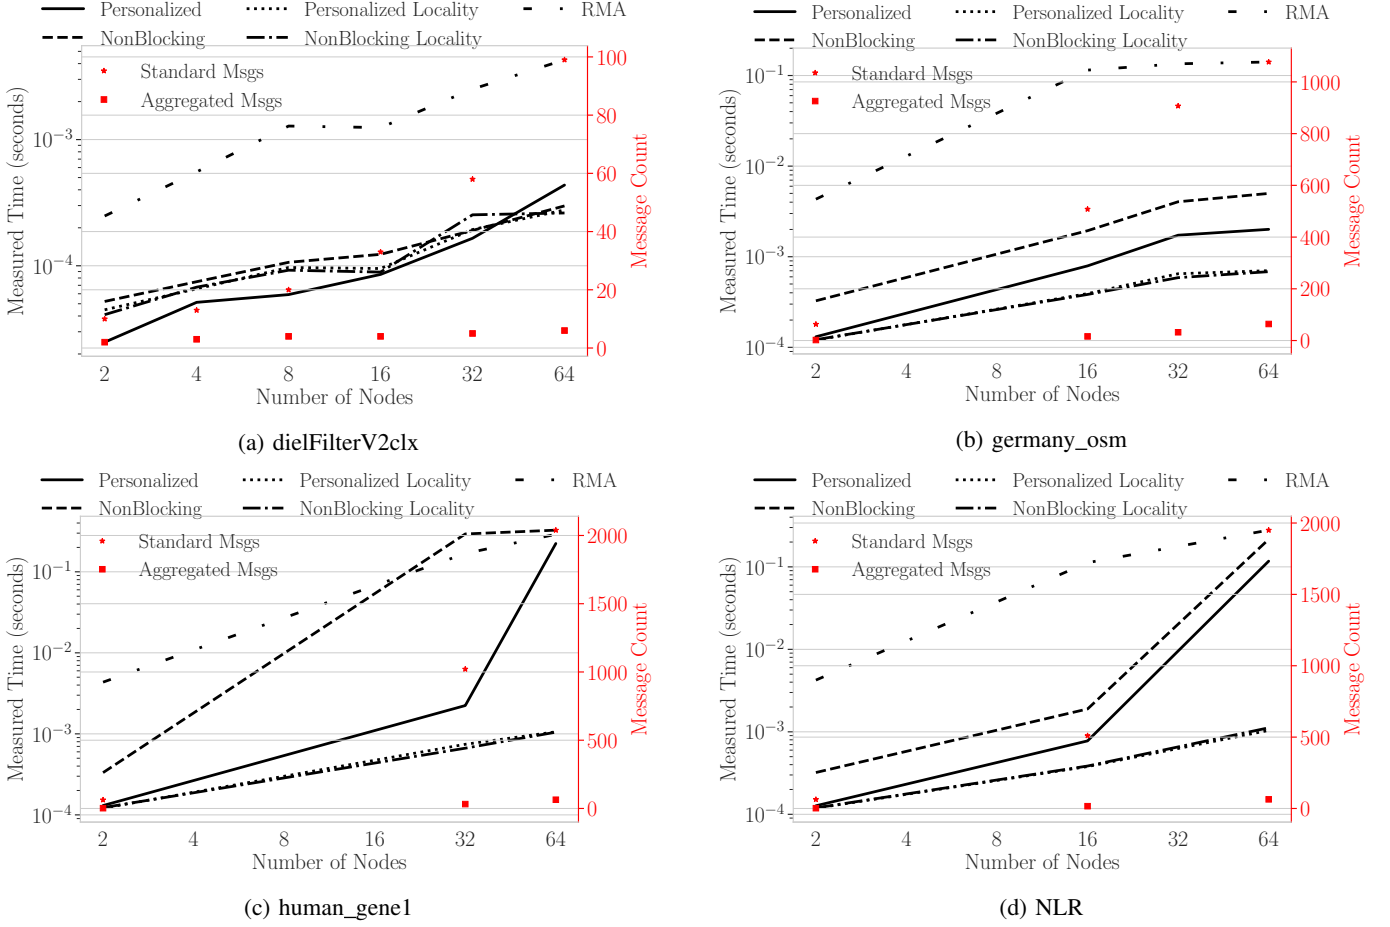 Personalized
Personalized Locality
RMA
NonBlocking
NonBlocking Locality
Standard Msgs
Aggregated Msgs
Measured Time (seconds)
10⁻³
10⁻⁴
100
80
60
40
20
0
Message Count
2 4 8 16 32 64
Number of Nodes
(a) dielFilterV2clx
Personalized
Personalized Locality
RMA
NonBlocking
NonBlocking Locality
Standard Msgs
Aggregated Msgs
Measured Time (seconds)
10⁻¹
10⁻²
10⁻³
10⁻⁴
1000
800
600
400
200
0
Message Count
2 4 8 16 32 64
Number of Nodes
(b) germany_osm
Personalized
Personalized Locality
RMA
NonBlocking
NonBlocking Locality
Standard Msgs
Aggregated Msgs
Measured Time (seconds)
10⁻¹
10⁻²
10⁻³
10⁻⁴
2000
1500
1000
500
0
Message Count
2 4 8 16 32 64
Number of Nodes
(c) human_gene1
Personalized
Personalized Locality
RMA
NonBlocking
NonBlocking Locality
Standard Msgs
Aggregated Msgs
Measured Time (seconds)
10⁻¹
10⁻²
10⁻³
10⁻⁴
2000
1500
1000
500
0
Message Count
2 4 8 16 32 64
Number of Nodes
(d) NLR